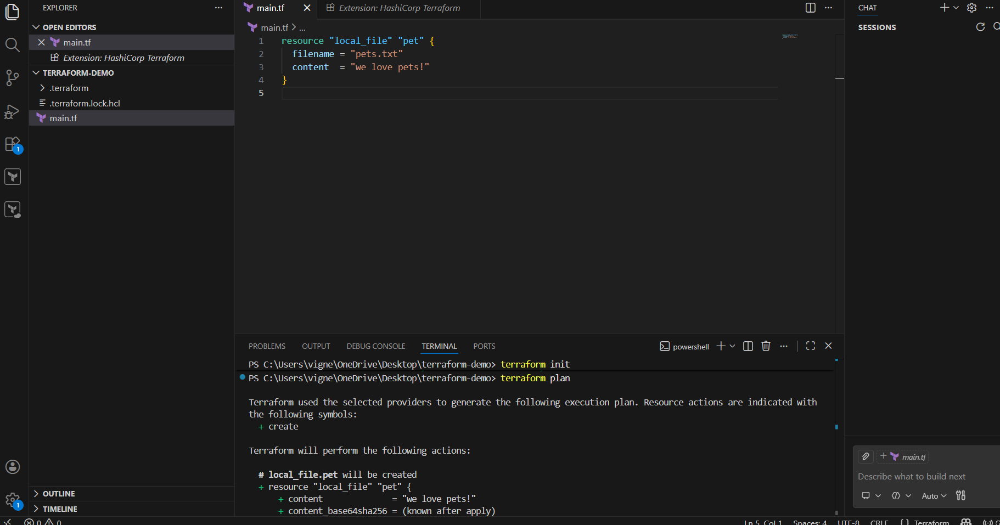 EXPLORER
OPEN EDITORS
main.tf
Extension: HashiCorp Terraform
TERRAFORM-DEMO
.terraform
.terraform.lock.hcl
main.tf
1
OUTLINE
TIMELINE
1
main.tf
Extension: HashiCorp Terraform
main.tf > ...
1 resource "local_file" "pet" {
2 filename = "pets.txt"
3 content  = "we love pets!"
4 }
5
PROBLEMS OUTPUT DEBUG CONSOLE TERMINAL PORTS
powershell
PS C:\Users\vigne\OneDrive\Desktop\terraform-demo> terraform init
PS C:\Users\vigne\OneDrive\Desktop\terraform-demo> terraform plan
Terraform used the selected providers to generate the following execution plan. Resource actions are indicated with
the following symbols:
+ create
Terraform will perform the following actions:
# local_file.pet will be created
+ resource "local_file" "pet" {
+ content              = "we love pets!"
+ content_base64sha256 = (known after apply)
CHAT
SESSIONS
main.tf
Describe what to build next
Auto
0 0
Ln 5, Col 1 Spaces: 4 UTF-8 CRLF { } Terraform